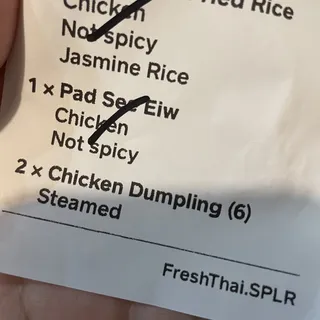 Rice
Chicken
Not spicy
Jasmine Rice
1 x Pad See Eiw
Chicken
Not spicy
2 x Chicken Dumpling (6)
Steamed
FreshThai.SPLR